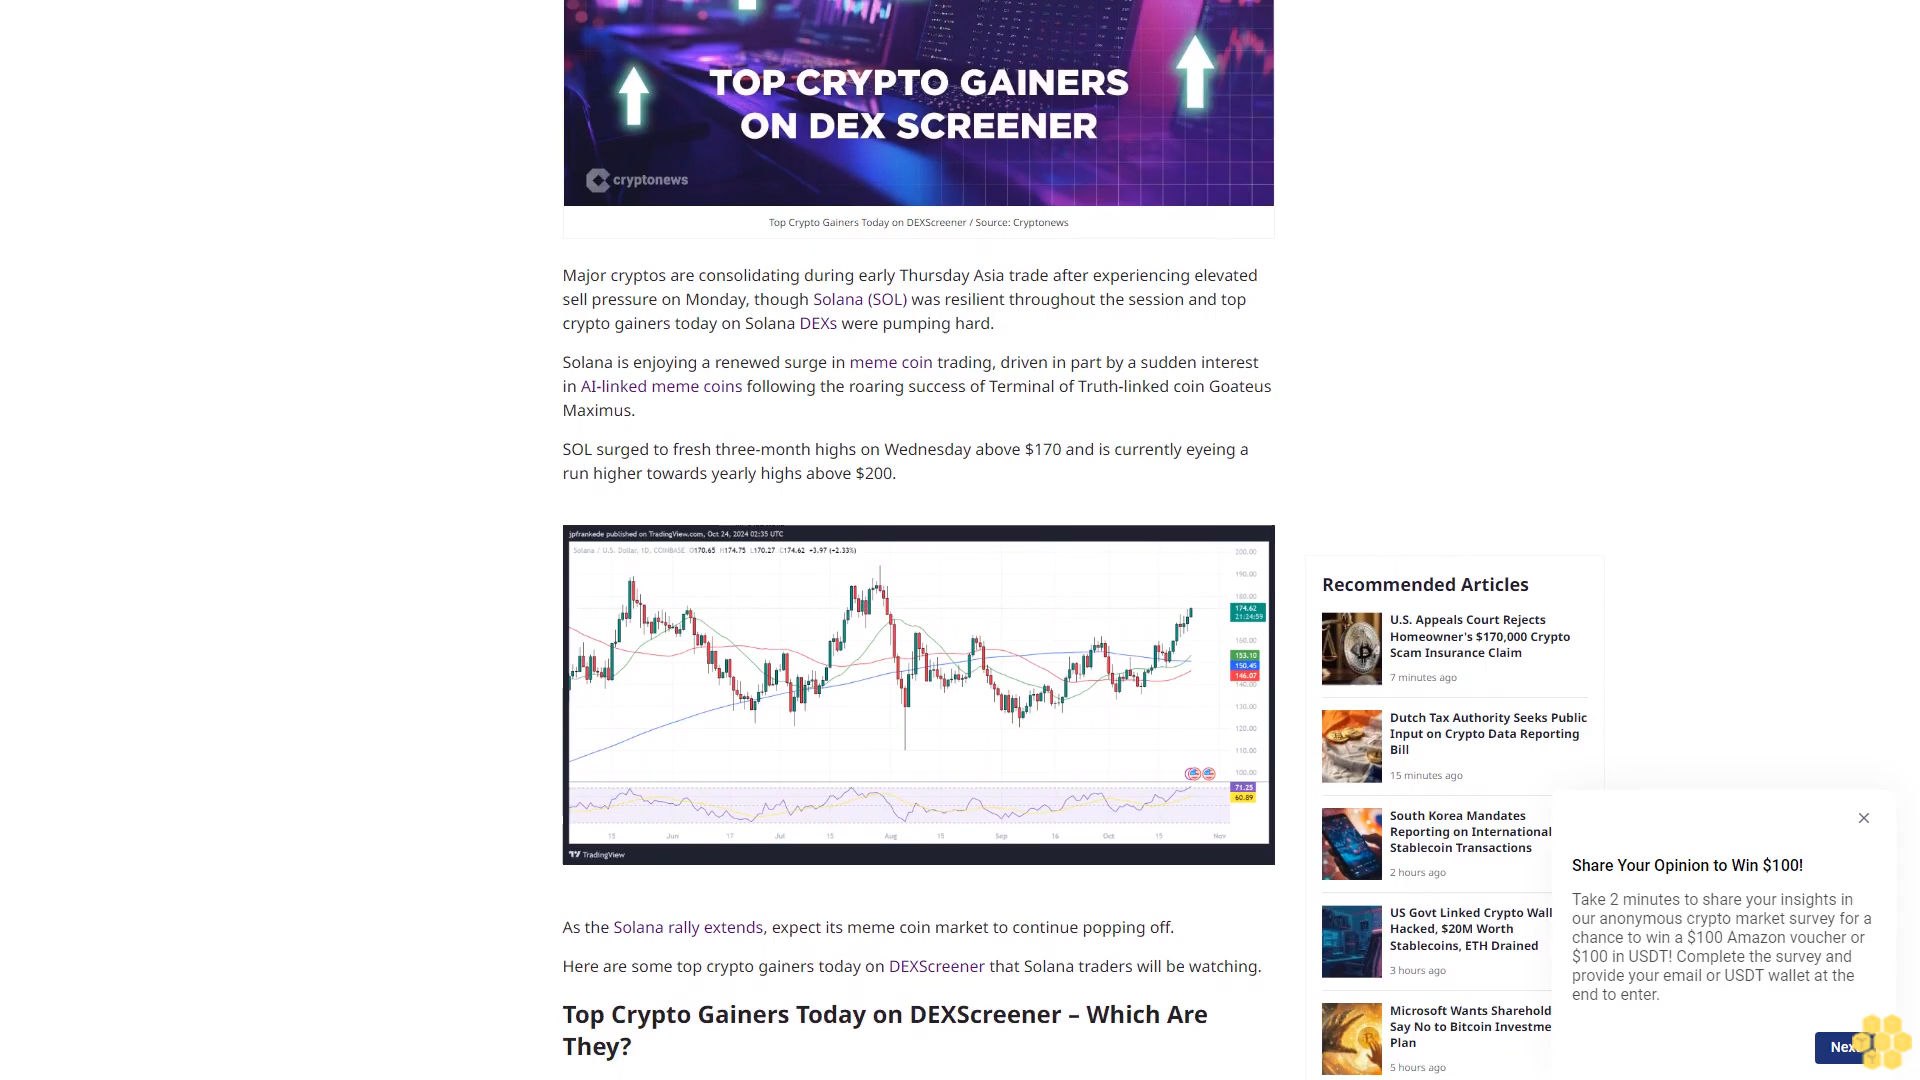 TOP CRYPTO GAINERS
ON DEX SCREENER
cryptonews
Top Crypto Gainers Today on DEXScreener / Source: Cryptonews
Major cryptos are consolidating during early Thursday Asia trade after experiencing elevated
sell pressure on Monday, though Solana (SOL) was resilient throughout the session and top
crypto gainers today on Solana DEXs were pumping hard.
Solana is enjoying a renewed surge in meme coin trading, driven in part by a sudden interest
in AI-linked meme coins following the roaring success of Terminal of Truth-linked coin Goateus
Maximus.
SOL surged to fresh three-month highs on Wednesday above $170 and is currently eyeing a
run higher towards yearly highs above $200.
jpfrankede published on TradingView.com, Oct 24, 2024 02:35 UTC
Solana / U.S. Dollar, 1D, COINBASE O170.65 H174.75 L170.27 C174.62 +3.97 (+2.33%)
200.00
190.00
180.00
174.62
21:24:59
160.00
153.10
150.45
146.07
140.00
130.00
120.00
110.00
100.00
71.25
60.89
15 Jun 17 Jul 15 Aug 15 Sep 16 Oct 15 Nov
TradingView
As the Solana rally extends, expect its meme coin market to continue popping off.
Here are some top crypto gainers today on DEXScreener that Solana traders will be watching.
Top Crypto Gainers Today on DEXScreener – Which Are
They?
Recommended Articles
U.S. Appeals Court Rejects
Homeowner's $170,000 Crypto
Scam Insurance Claim
7 minutes ago
Dutch Tax Authority Seeks Public
Input on Crypto Data Reporting
Bill
15 minutes ago
South Korea Mandates
Reporting on International
Stablecoin Transactions
2 hours ago
US Govt Linked Crypto Wall
Hacked, $20M Worth
Stablecoins, ETH Drained
3 hours ago
Microsoft Wants Sharehold
Say No to Bitcoin Investme
Plan
5 hours ago
Share Your Opinion to Win $100!
Take 2 minutes to share your insights in
our anonymous crypto market survey for a
chance to win a $100 Amazon voucher or
$100 in USDT! Complete the survey and
provide your email or USDT wallet at the
end to enter.
Nex